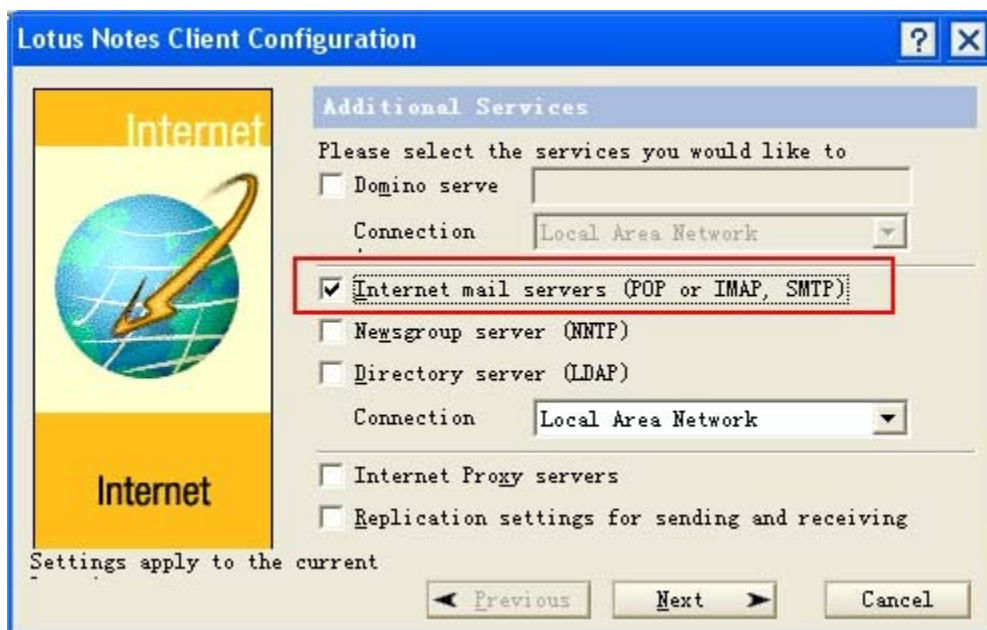 Lotus Notes Client Configuration
Internet
Additional Services
Please select the services you would like to
Domino serve
Connection
Local Area Network
Internet mail servers (POP or IMAP, SMTP)
Newsgroup server (NNTP)
Directory server (LDAP)
Connection
Local Area Network
Internet
Internet Proxy servers
Replication settings for sending and receiving
Settings apply to the current
Previous
Next
Cancel